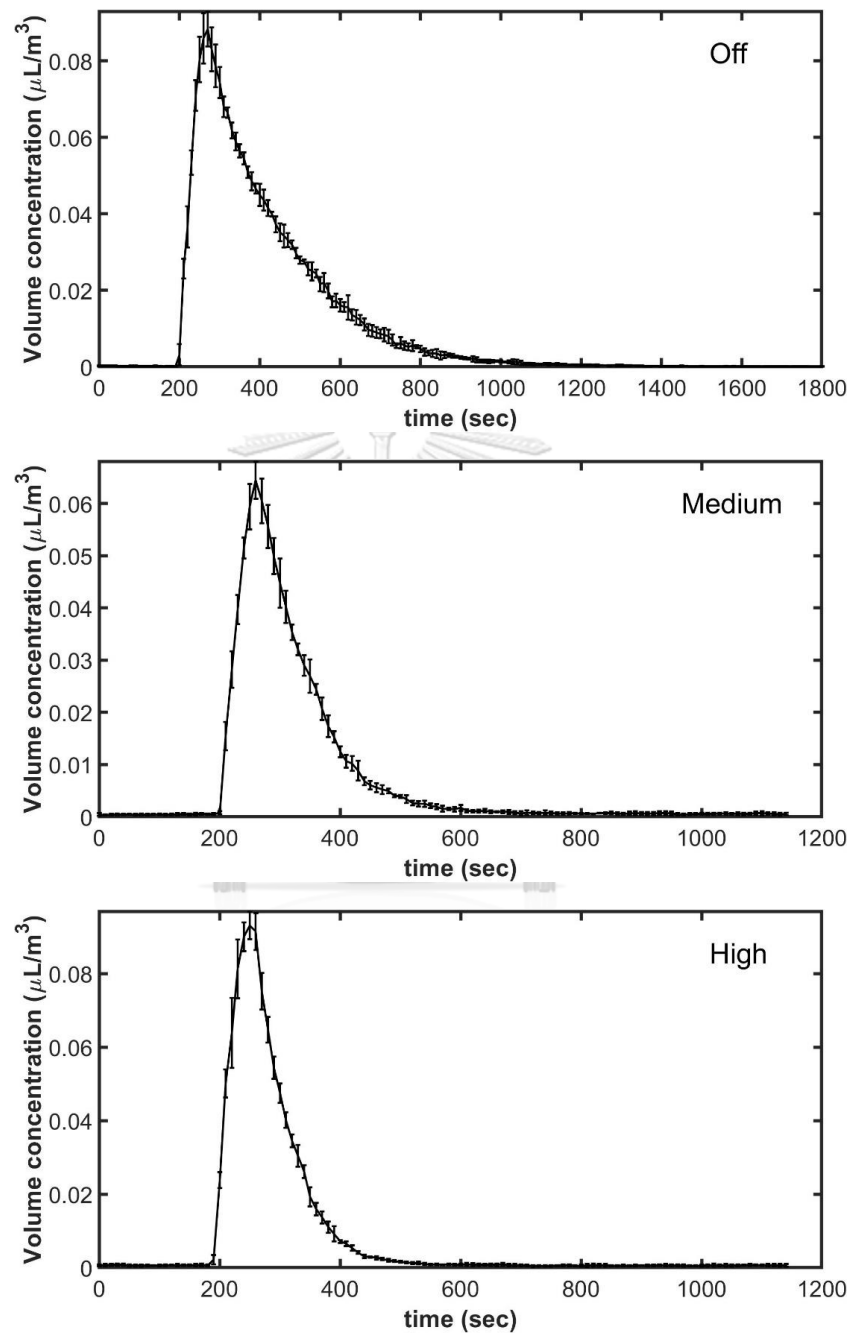 Volume concentration (μL/m³)
0.08
0.06
0.04
0.02
0
Off
0 200 400 600 800 1000 1200 1400 1600 1800
time (sec)
Volume concentration (μL/m³)
0.06
0.05
0.04
0.03
0.02
0.01
0
Medium
0 200 400 600 800 1000 1200
time (sec)
Volume concentration (μL/m³)
0.08
0.06
0.04
0.02
0
High
0 200 400 600 800 1000 1200
time (sec)